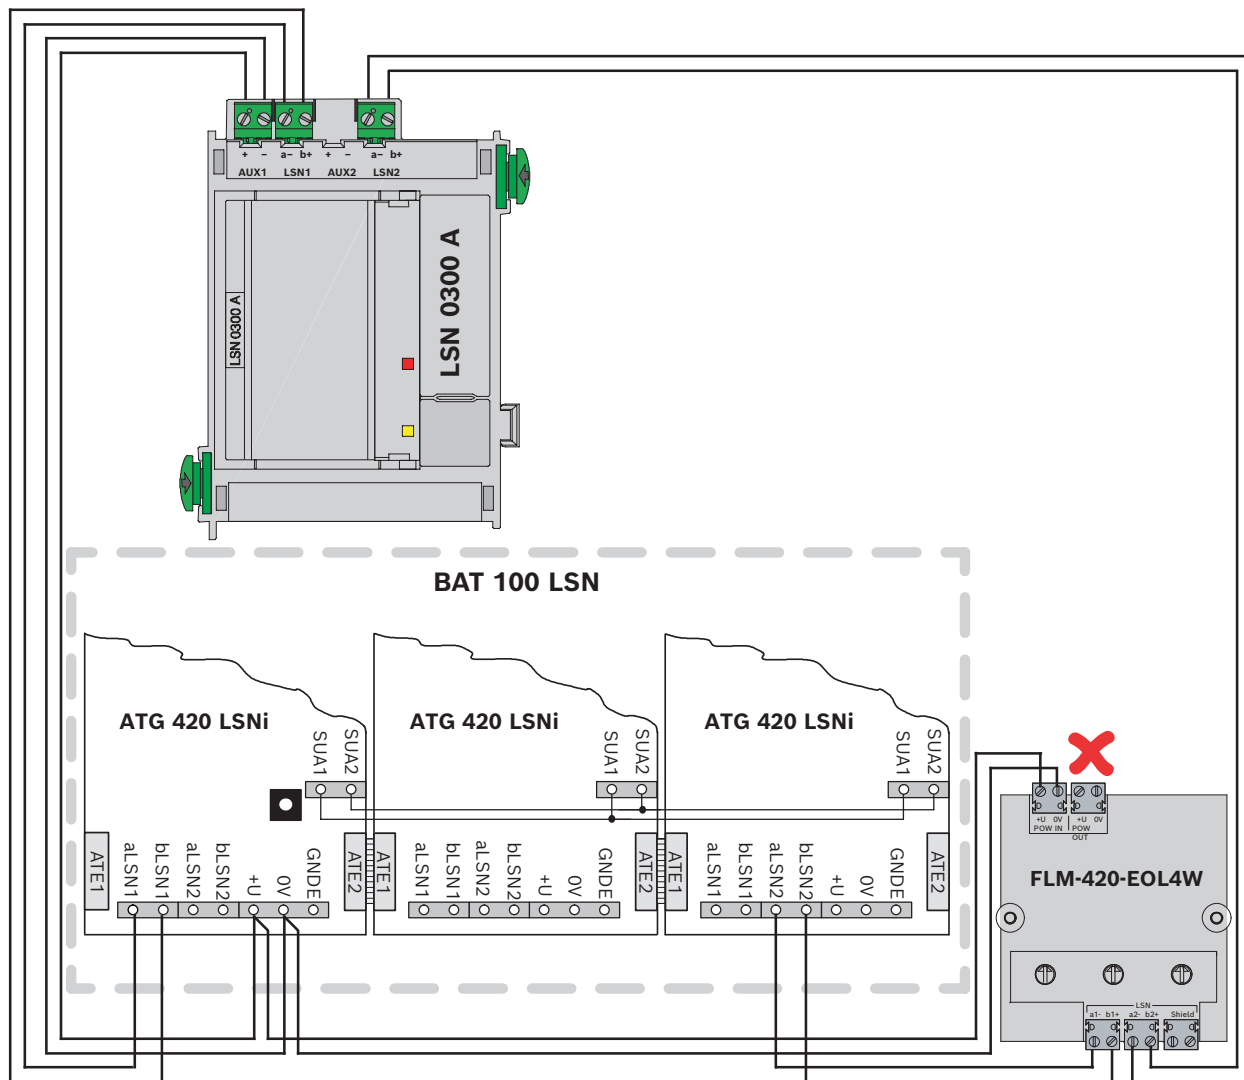 + − a− b+ + − a− b+
AUX1 LSN1 AUX2 LSN2
LSN 0300 A
LSN 0300 A
BAT 100 LSN
ATG 420 LSNi
ATG 420 LSNi
ATG 420 LSNi
SUA1 SUA2
SUA1 SUA2
SUA1 SUA2
ATE1 aLSN1 bLSN1 aLSN2 bLSN2 +U 0V GNDE ATE2
ATE1 aLSN1 bLSN1 aLSN2 bLSN2 +U 0V GNDE ATE2
ATE1 aLSN1 bLSN1 aLSN2 bLSN2 +U 0V GNDE ATE2
+U 0V +U 0V
POW IN POW
OUT
FLM-420-EOL4W
LSN
a1- b1+ a2- b2+ Shield